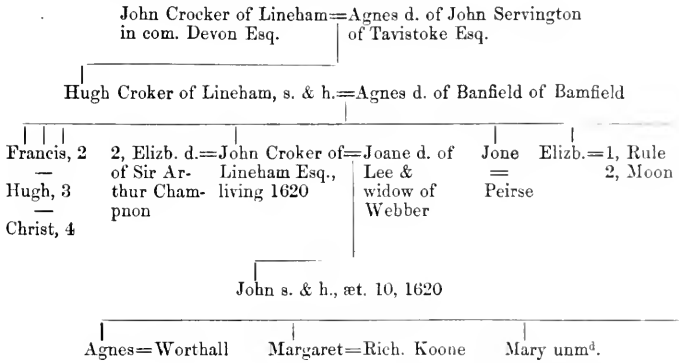 John Crocker of Lineham=Agnes d. of John Servington
in com. Devon Esq. of Tavistoke Esq.
Hugh Croker of Lineham, s. & h.=Agnes d. of Banfield of Bamfield
Francis, 2
—
Hugh, 3
—
Christ, 4
2, Elizb. d.=John Croker of=Joane d. of
of Sir Ar- Lineham Esq., Lee &
thur Cham- living 1620 widow of
pnon Webber
Jone
=
Peirse
Elizb.=1, Rule
2, Moon
John s. & h., æt. 10, 1620
Agnes=Worthall Margaret=Rich. Koone Mary unmᵈ.